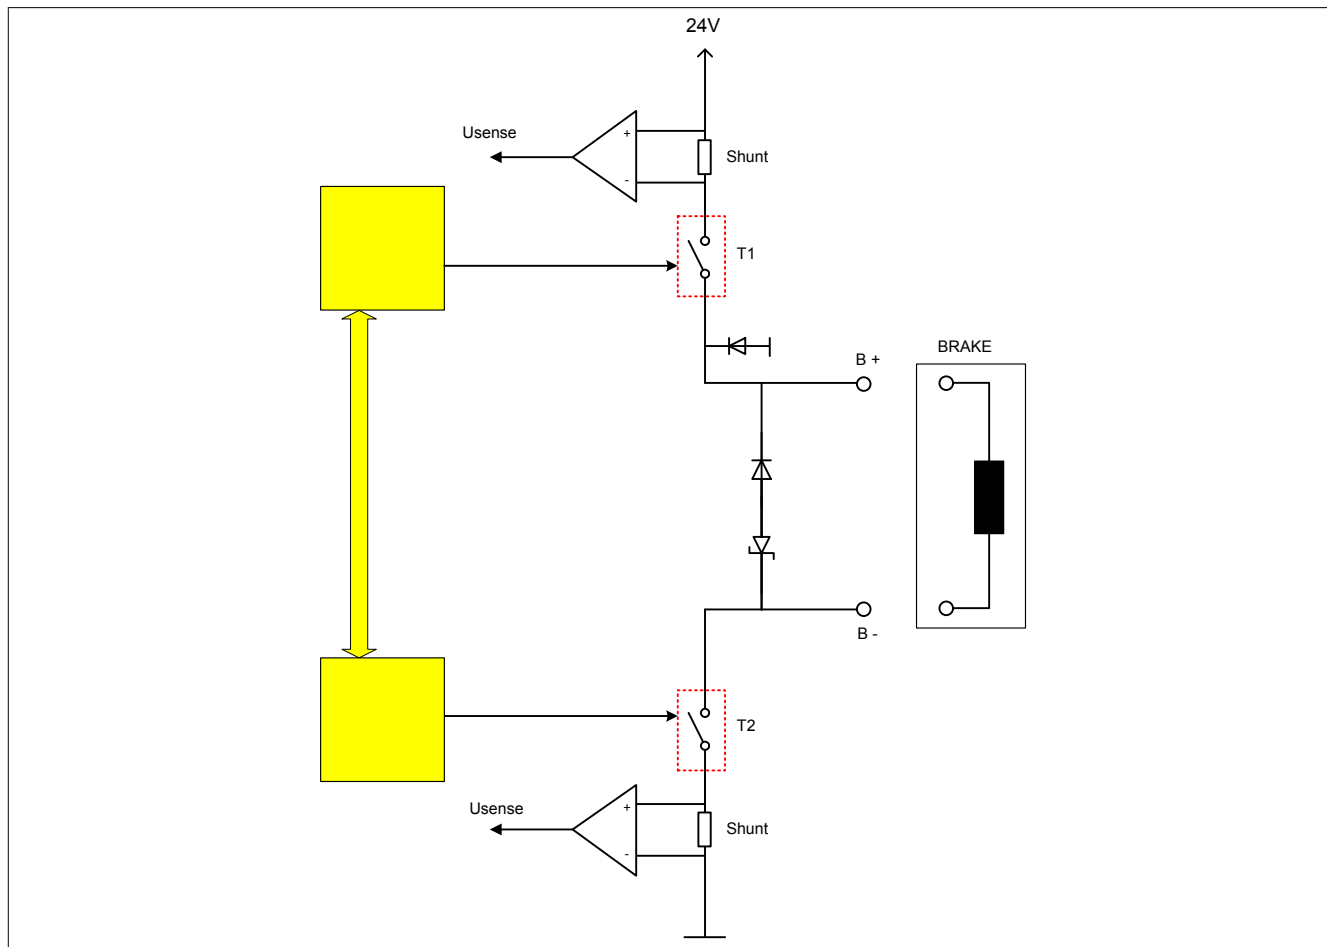 24V
Usense
+
Shunt
-
T1
BRAKE
B +
B -
T2
Usense
+
Shunt
-